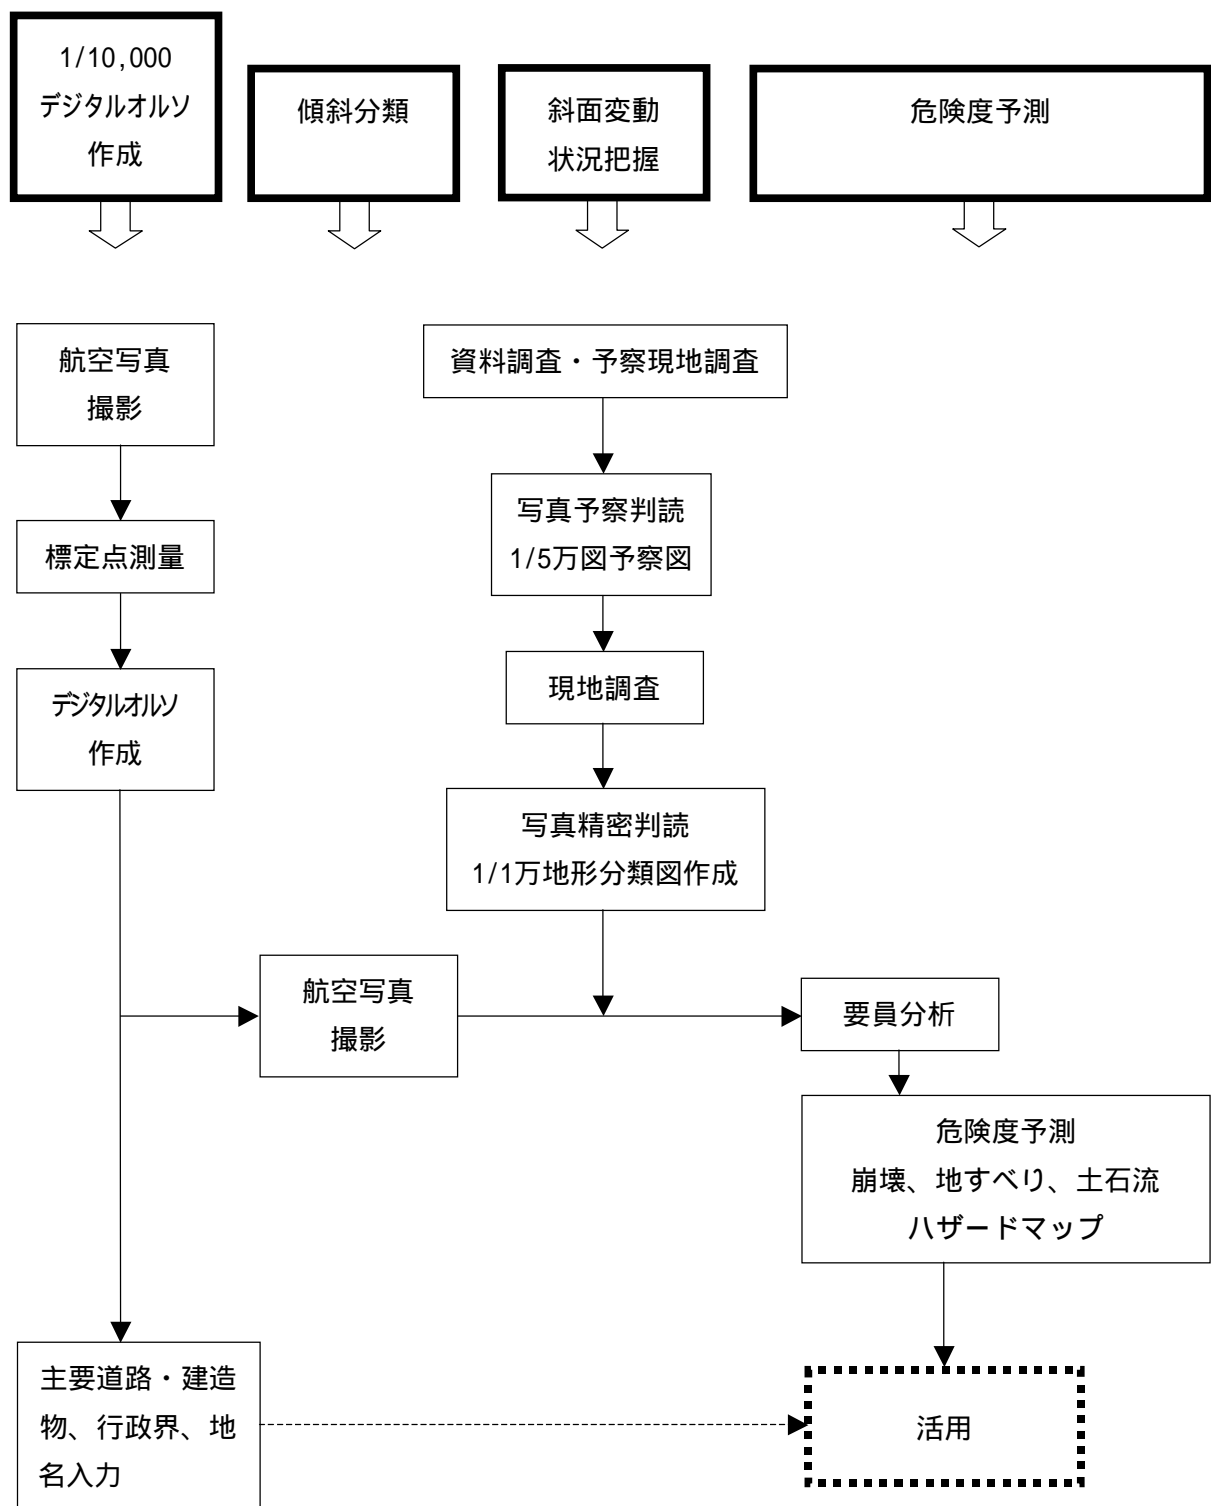 1/10,000
デジタルオルソ
作成
傾斜分類
斜面変動
状況把握
危険度予測
航空写真
撮影
標定点測量
デジタルオルソ
作成
資料調査・予察現地調査
写真予察判読
1/5万図予察図
現地調査
写真精密判読
1/1万地形分類図作成
航空写真
撮影
要員分析
危険度予測
崩壊、地すべり、土石流
ハザードマップ
主要道路・建造
物、行政界、地
名入力
活用